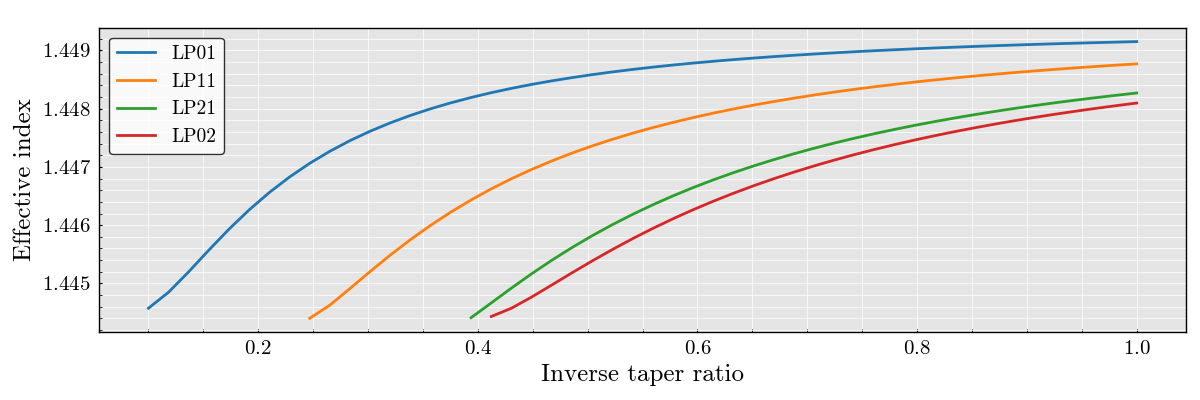 Effective index
1.449
1.448
1.447
1.446
1.445
LP01
LP11
LP21
LP02
0.2 0.4 0.6 0.8 1.0
Inverse taper ratio